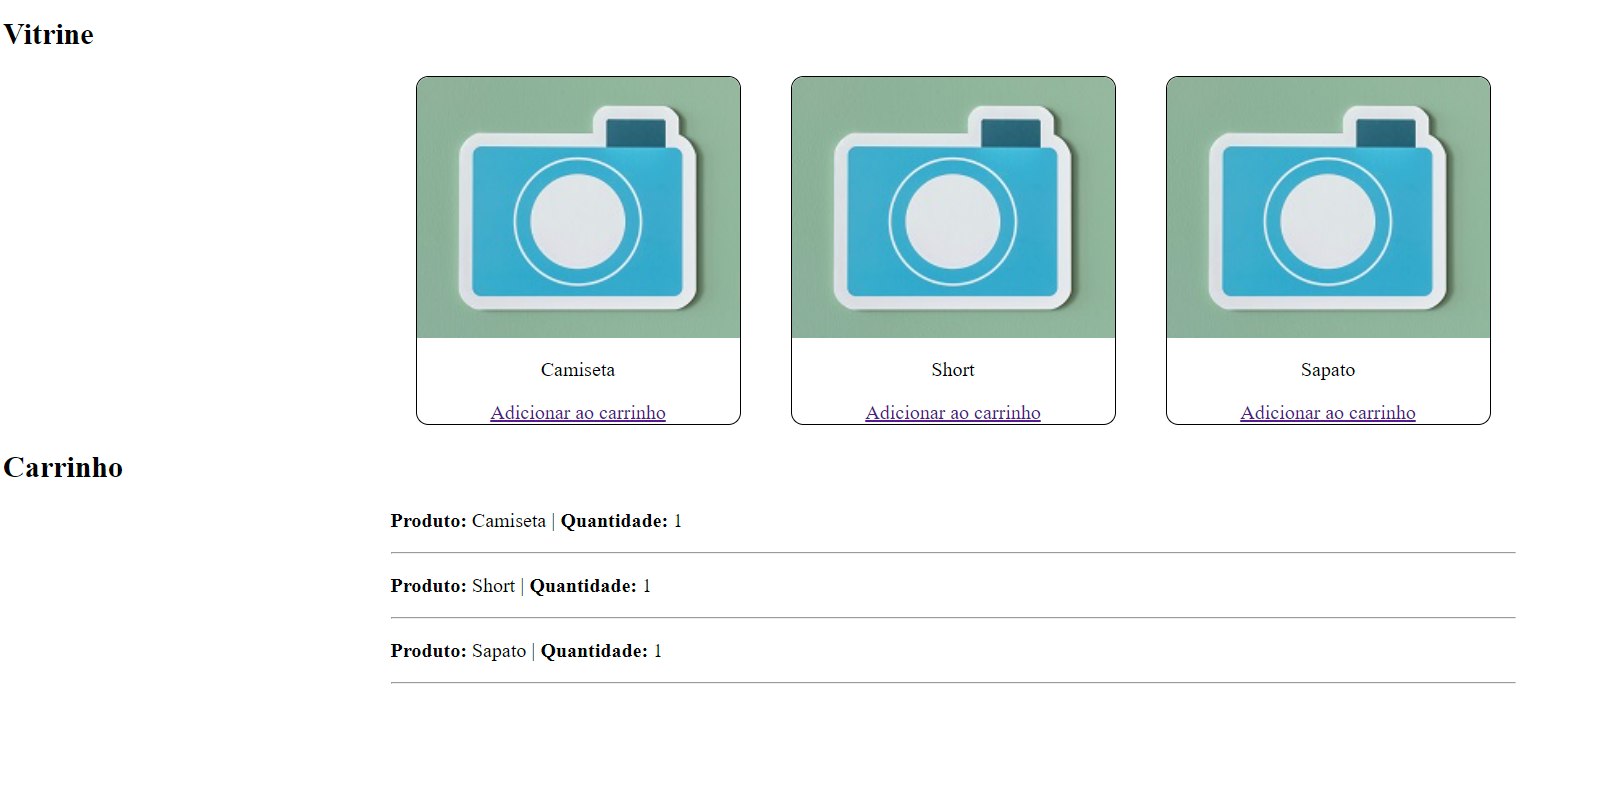 Vitrine
Camiseta
Short
Sapato
Adicionar ao carrinho
Adicionar ao carrinho
Adicionar ao carrinho
Carrinho
Produto: Camiseta | Quantidade: 1
Produto: Short | Quantidade: 1
Produto: Sapato | Quantidade: 1